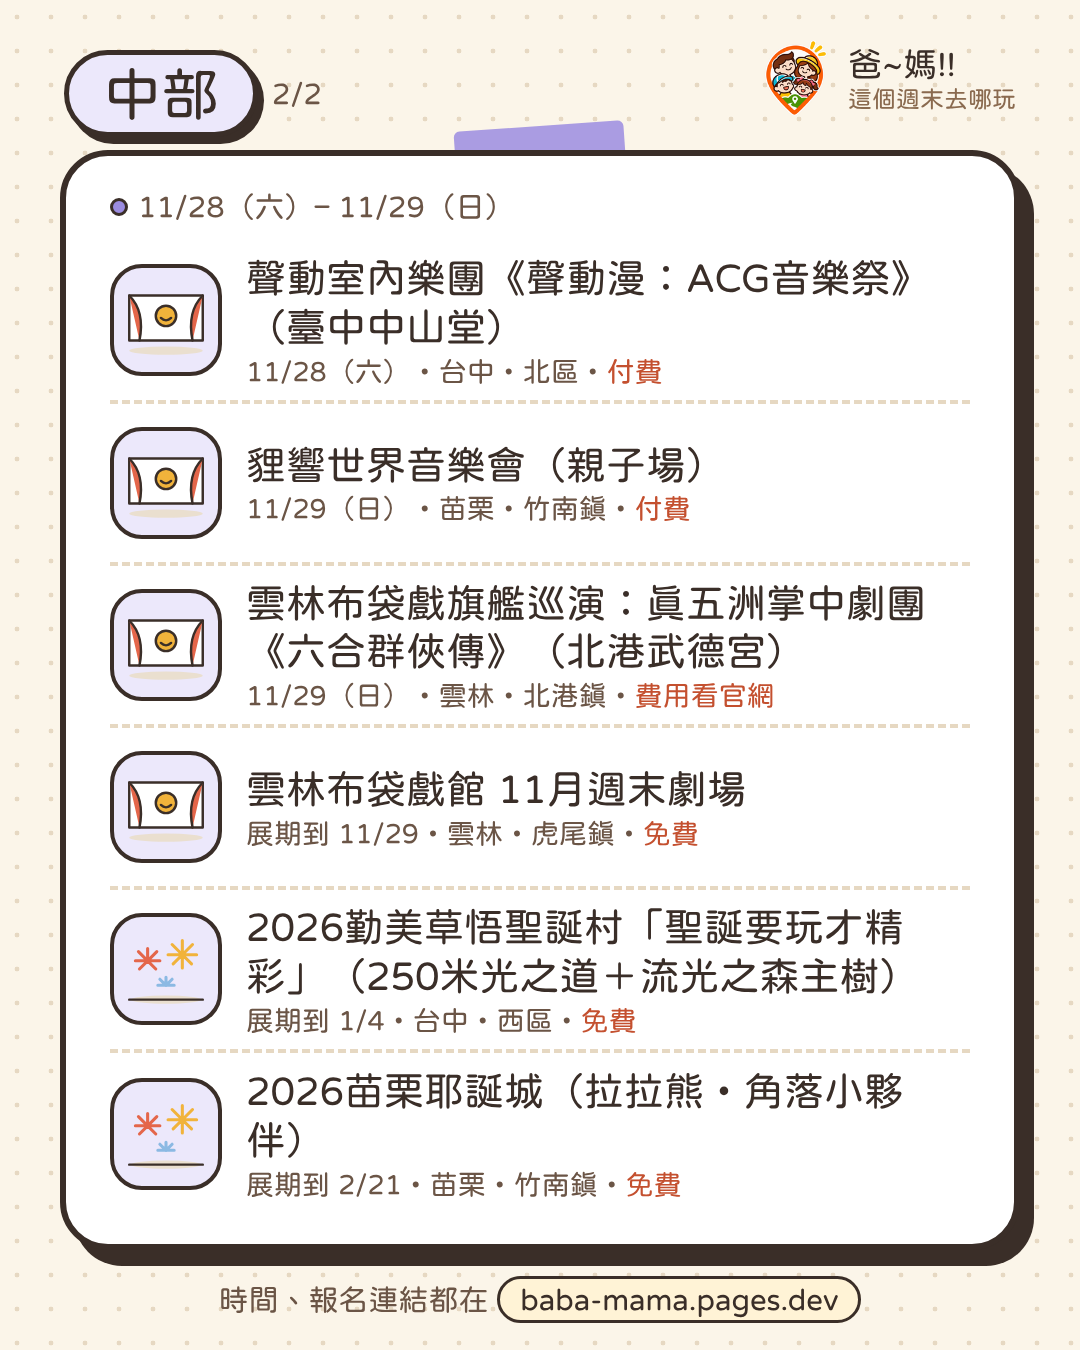 中部
2/2
爸~媽!!
這個週末去哪玩
11/28（六）– 11/29（日）
聲動室內樂團《聲動漫：ACG音樂祭》
（臺中中山堂）
11/28（六）・台中・北區・付費
貍響世界音樂會（親子場）
11/29（日）・苗栗・竹南鎮・付費
雲林布袋戲旗艦巡演：真五洲掌中劇團
《六合群俠傳》（北港武德宮）
11/29（日）・雲林・北港鎮・費用看官網
雲林布袋戲館 11月週末劇場
展期到 11/29・雲林・虎尾鎮・免費
2026勤美草悟聖誕村「聖誕要玩才精
彩」（250米光之道＋流光之森主樹）
展期到 1/4・台中・西區・免費
2026苗栗耶誕城（拉拉熊・角落小夥
伴）
展期到 2/21・苗栗・竹南鎮・免費
時間、報名連結都在 baba-mama.pages.dev